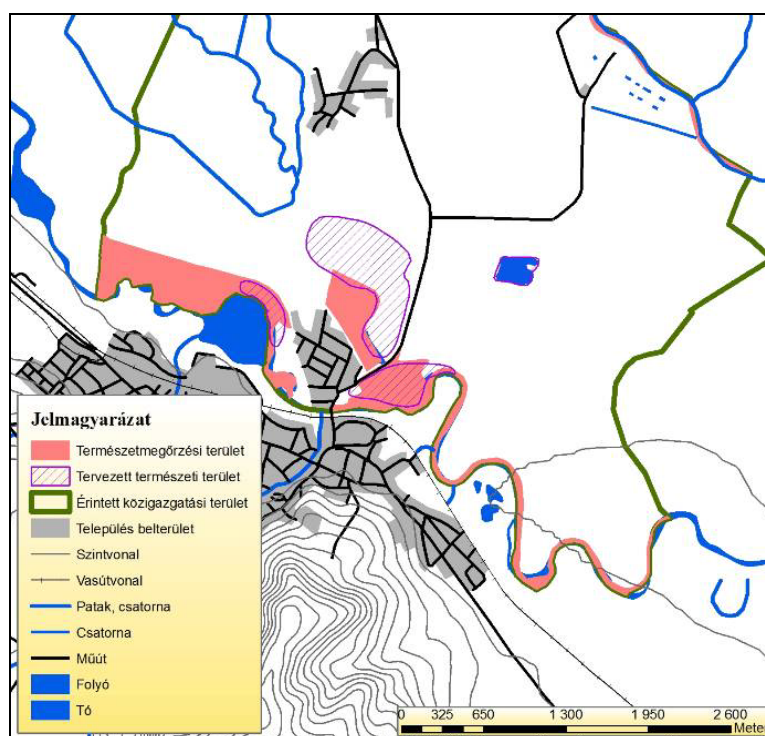 Jelmagyarázat
Természetmegőrzési terület
Tervezett természeti terület
Érintett közigazgatási terület
Település belterület
Szintvonal
Vasútvonal
Patak, csatorna
Csatorna
Műút
Folyó
Tó
0 325 650 1 300 1 950 2 600
Mete